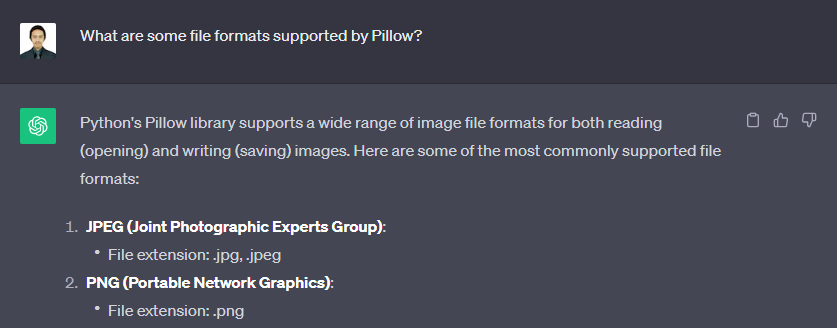 What are some file formats supported by Pillow?
Python's Pillow library supports a wide range of image file formats for both reading
(opening) and writing (saving) images. Here are some of the most commonly supported file
formats:
1. JPEG (Joint Photographic Experts Group):
• File extension: .jpg, .jpeg
2. PNG (Portable Network Graphics):
• File extension: .png